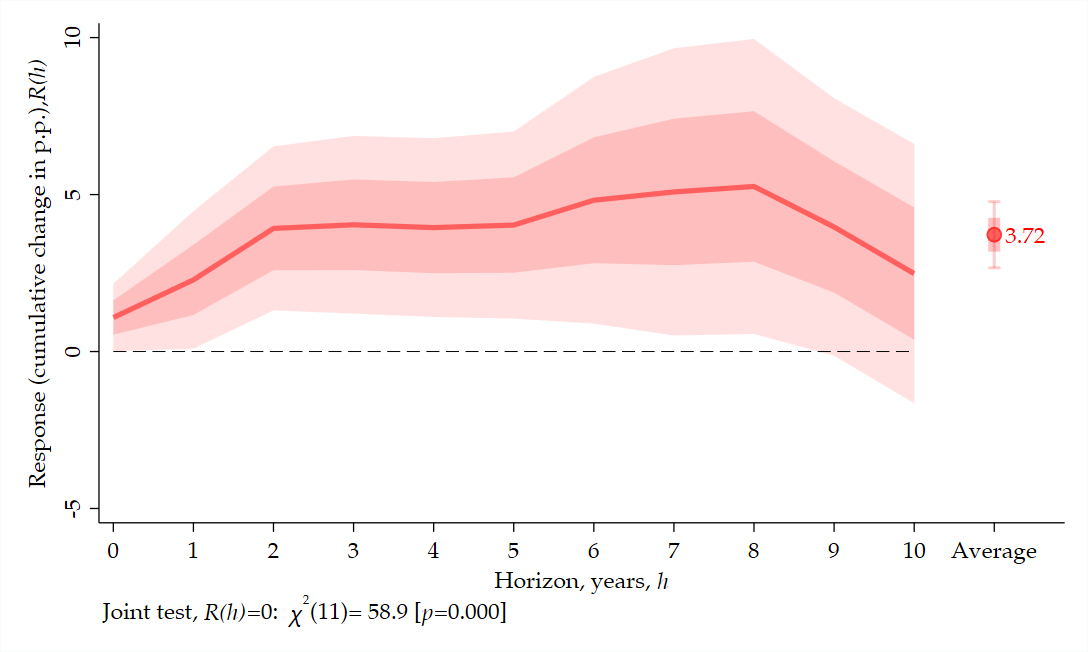 Response (cumulative change in p.p.),R(h)
10
5
0
-5
3.72
0 1 2 3 4 5 6 7 8 9 10 Average
Horizon, years, h
Joint test, R(h)=0: χ²(11)= 58.9 [p=0.000]